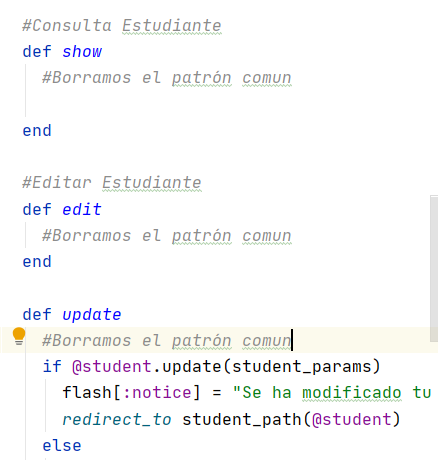 #Consulta Estudiante
def show
#Borramos el patrón comun
end
#Editar Estudiante
def edit
#Borramos el patrón comun
end
def update
#Borramos el patrón comun
if @student.update(student_params)
flash[:notice] = "Se ha modificado tu
redirect_to student_path(@student)
else